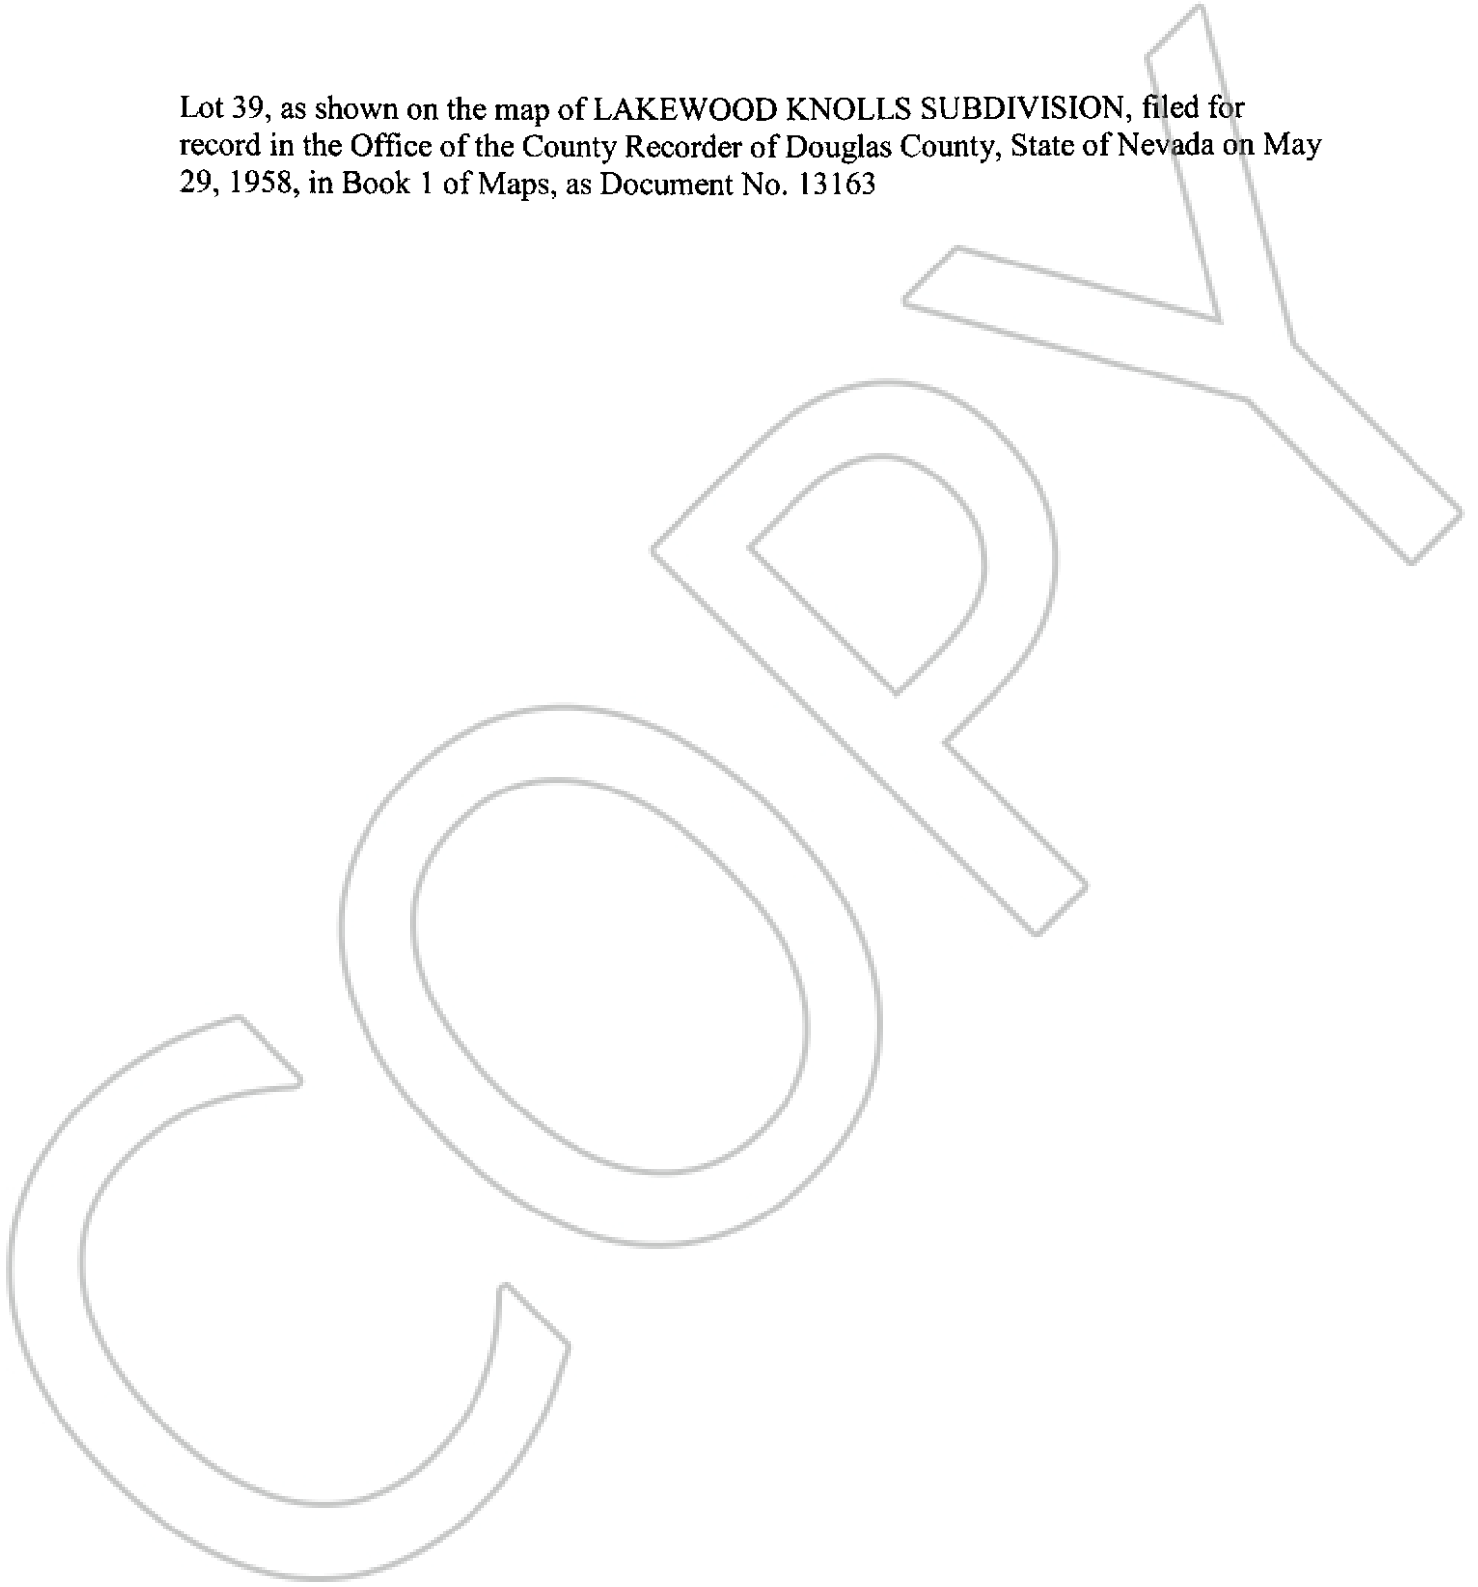 Lot 39, as shown on the map of LAKEWOOD KNOLLS SUBDIVISION, filed for
record in the Office of the County Recorder of Douglas County, State of Nevada on May
29, 1958, in Book 1 of Maps, as Document No. 13163
COPY